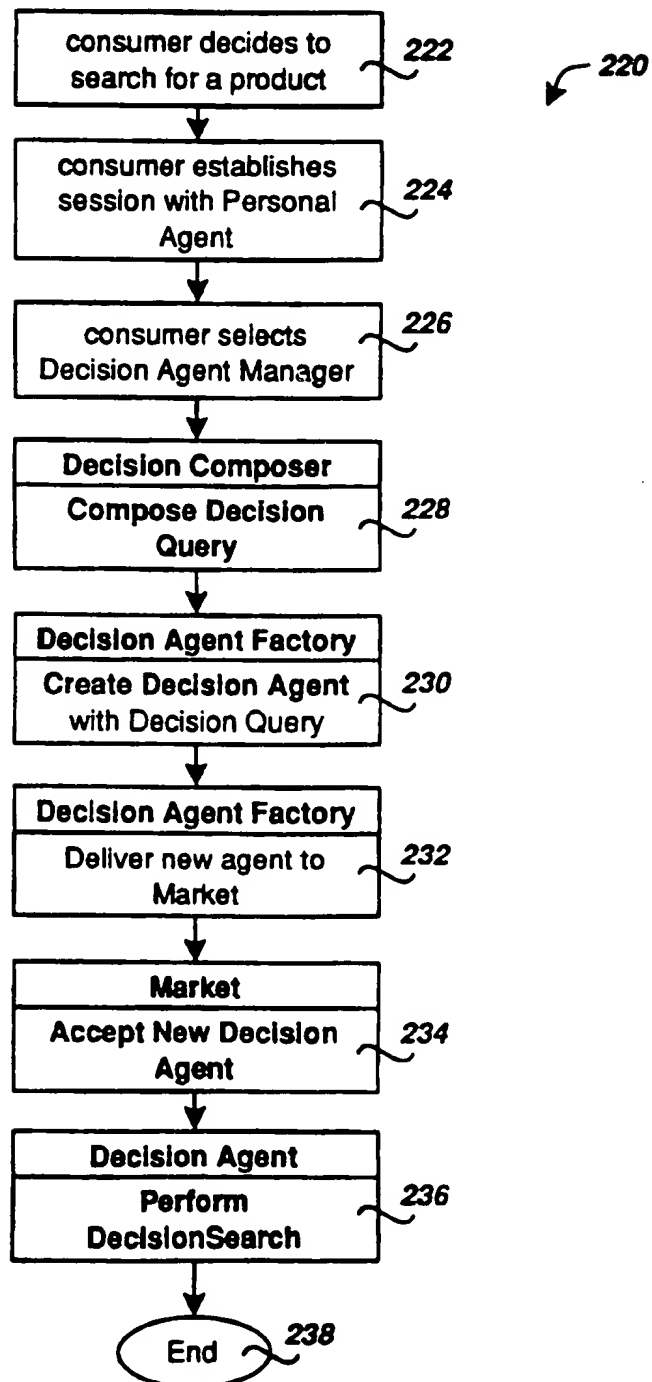 consumer decides to
search for a product
222
220
consumer establishes
session with Personal
Agent
224
consumer selects
Decision Agent Manager
226
Decision Composer
Compose Decision
Query
228
Decision Agent Factory
Create Decision Agent
with Decision Query
230
Decision Agent Factory
Deliver new agent to
Market
232
Market
Accept New Decision
Agent
234
Decision Agent
Perform
DecisionSearch
236
End
238